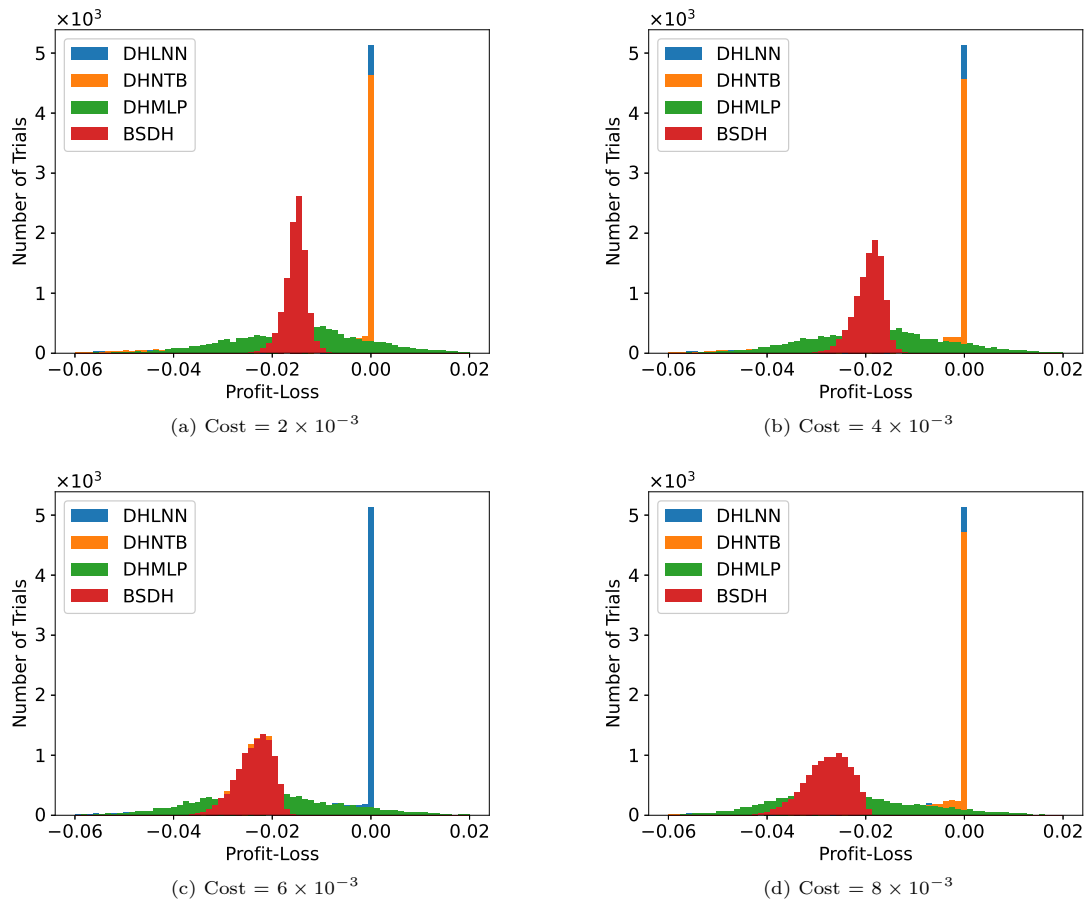 ×10³
5
4
3
2
1
0
Number of Trials
DHLNN
DHNTB
DHMLP
BSDH
−0.06 −0.04 −0.02 0.00 0.02
Profit-Loss
(a) Cost = 2 × 10⁻³
×10³
5
4
3
2
1
0
Number of Trials
DHLNN
DHNTB
DHMLP
BSDH
−0.06 −0.04 −0.02 0.00 0.02
Profit-Loss
(b) Cost = 4 × 10⁻³
×10³
5
4
3
2
1
0
Number of Trials
DHLNN
DHNTB
DHMLP
BSDH
−0.06 −0.04 −0.02 0.00 0.02
Profit-Loss
(c) Cost = 6 × 10⁻³
×10³
5
4
3
2
1
0
Number of Trials
DHLNN
DHNTB
DHMLP
BSDH
−0.06 −0.04 −0.02 0.00 0.02
Profit-Loss
(d) Cost = 8 × 10⁻³